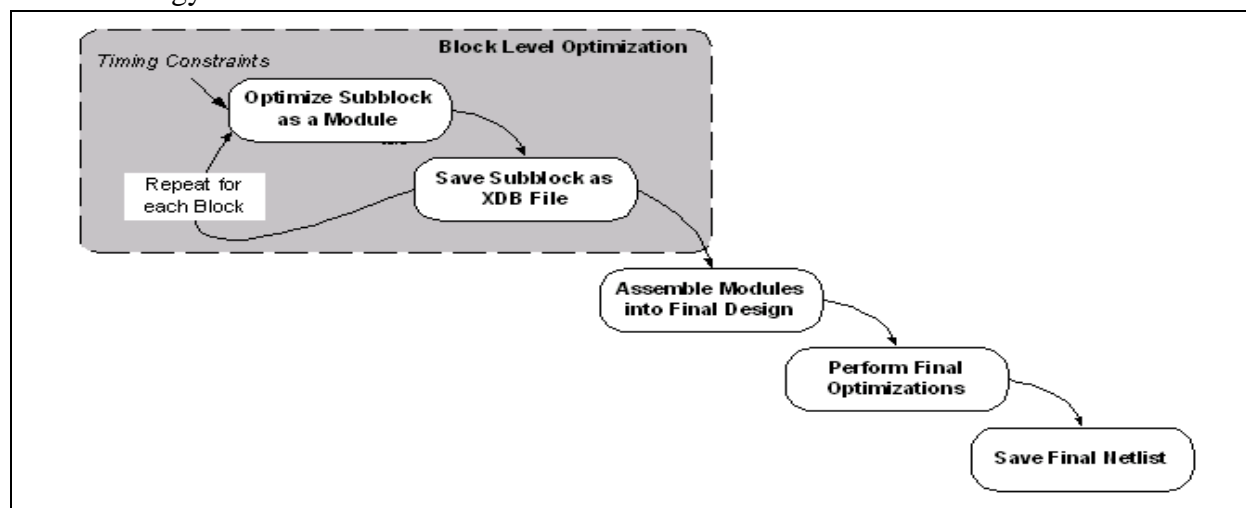 Block Level Optimization
Timing Constraints
Optimize Subblock
as a Module
Save Subblock as
XDB File
Repeat for
each Block
Assemble Modules
into Final Design
Perform Final
Optimizations
Save Final Netlist